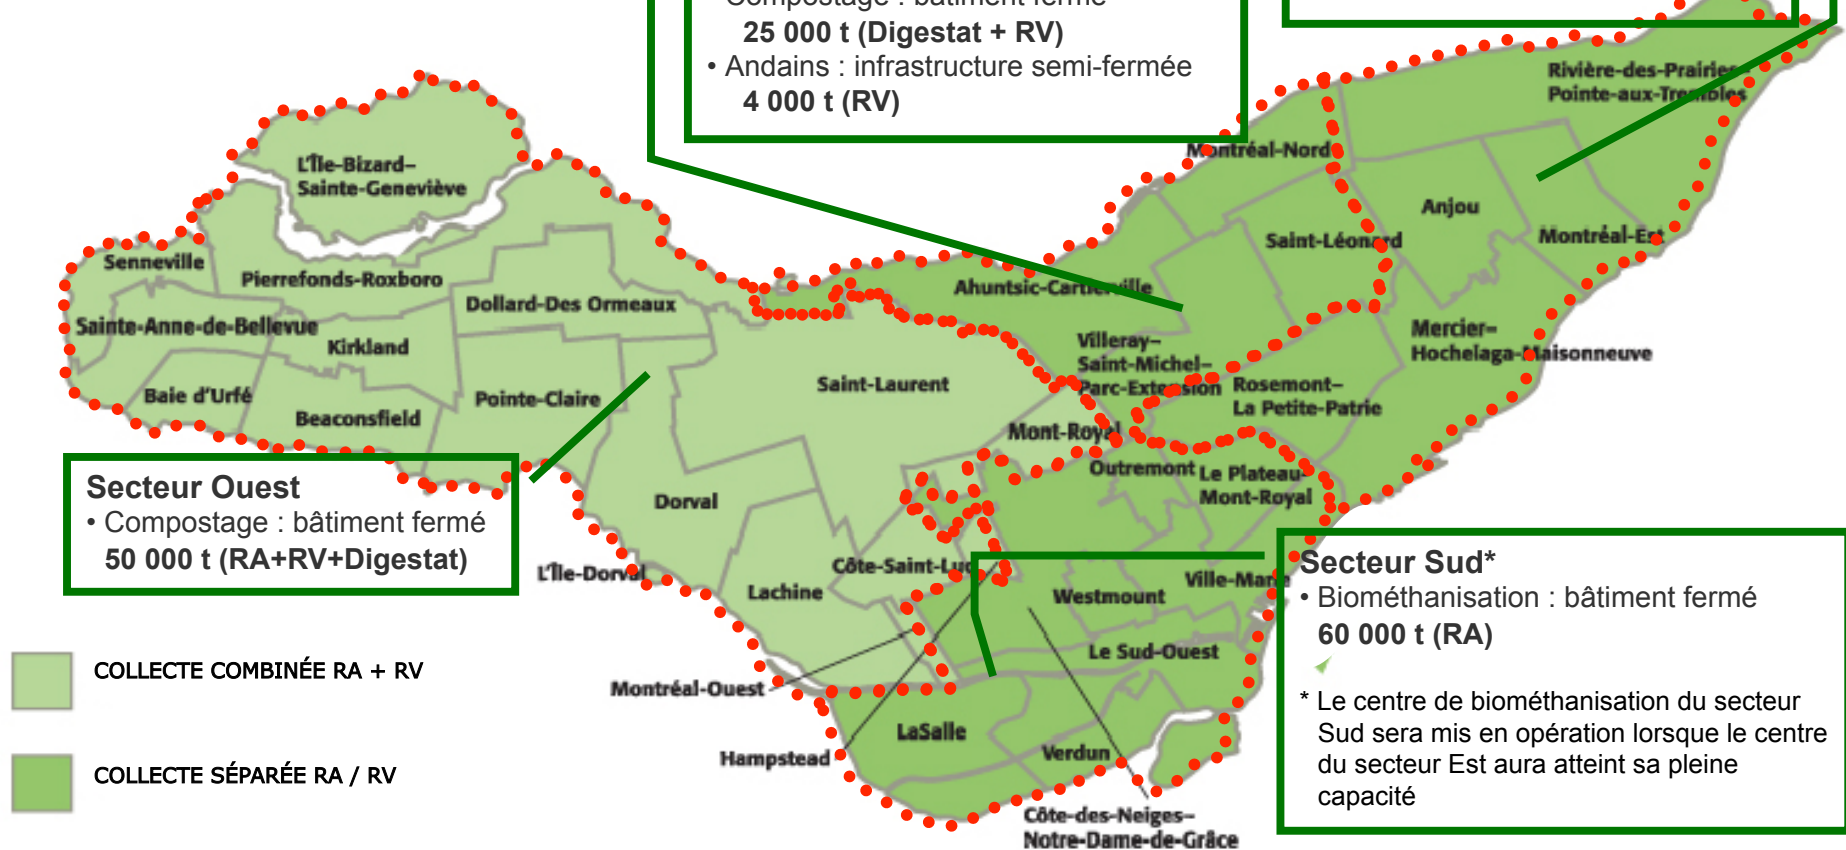 Compostage : bâtiment fermé
25 000 t (Digestat + RV)
• Andains : infrastructure semi-fermée
4 000 t (RV)
Rivière-des-Prairies–
Pointe-aux-Trembles
Montréal-Nord
L'Île-Bizard–
Sainte-Geneviève
Anjou
Saint-Léonard
Montréal-Est
Senneville
Pierrefonds-Roxboro
Ahuntsic-Cartierville
Dollard-Des Ormeaux
Sainte-Anne-de-Bellevue
Kirkland
Villeray–
Saint-Michel–
Parc-Extension
Mercier–
Hochelaga-Maisonneuve
Saint-Laurent
Rosemont–
La Petite-Patrie
Baie d'Urfé
Pointe-Claire
Beaconsfield
Mont-Royal
Outremont
Le Plateau-
Mont-Royal
Secteur Ouest
• Compostage : bâtiment fermé
50 000 t (RA+RV+Digestat)
Dorval
L'Île-Dorval
Côte-Saint-Luc
Lachine
Westmount
Ville-Marie
Le Sud-Ouest
Secteur Sud*
• Biométhanisation : bâtiment fermé
60 000 t (RA)
* Le centre de biométhanisation du secteur
Sud sera mis en opération lorsque le centre
du secteur Est aura atteint sa pleine
capacité
COLLECTE COMBINÉE RA + RV
COLLECTE SÉPARÉE RA / RV
Montréal-Ouest
Hampstead
LaSalle
Verdun
Côte-des-Neiges–
Notre-Dame-de-Grâce